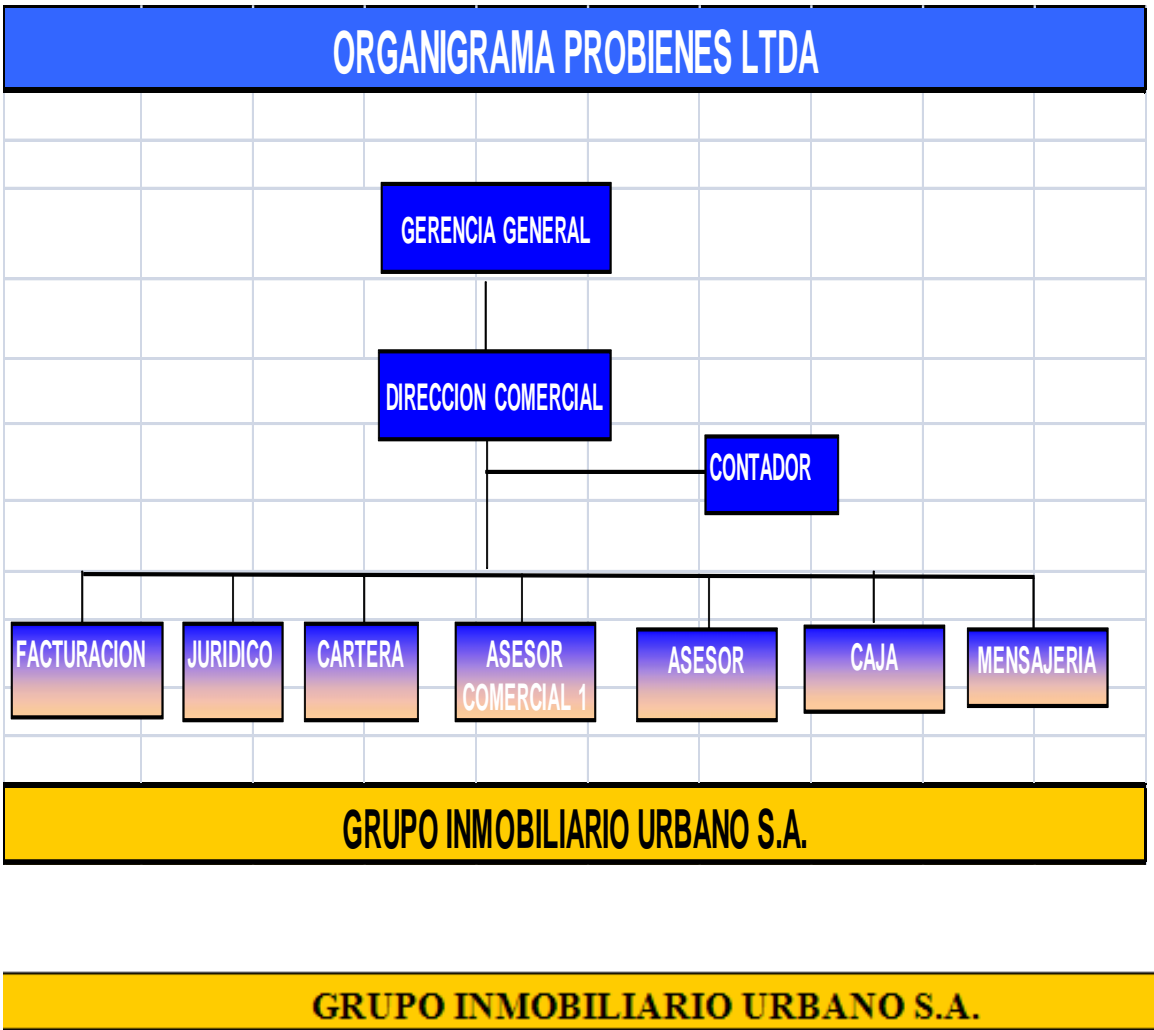 ORGANIGRAMA PROBIENES LTDA
GERENCIA GENERAL
DIRECCION COMERCIAL
CONTADOR
FACTURACION
JURIDICO
CARTERA
ASESOR
COMERCIAL 1
ASESOR
CAJA
MENSAJERIA
GRUPO INMOBILIARIO URBANO S.A.
GRUPO INMOBILIARIO URBANO S.A.